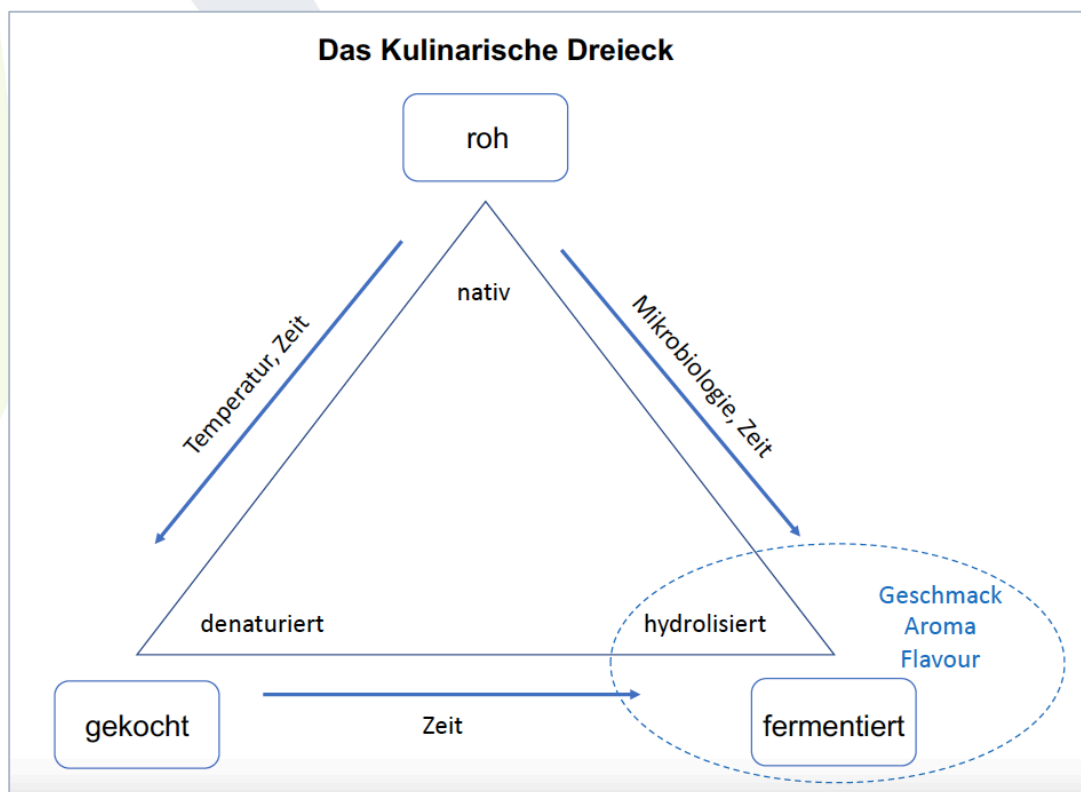 Das Kulinarische Dreieck
roh
nativ
Temperatur, Zeit
Mikrobiologie, Zeit
denaturiert
hydrolisiert
Geschmack
Aroma
Flavour
gekocht
Zeit
fermentiert